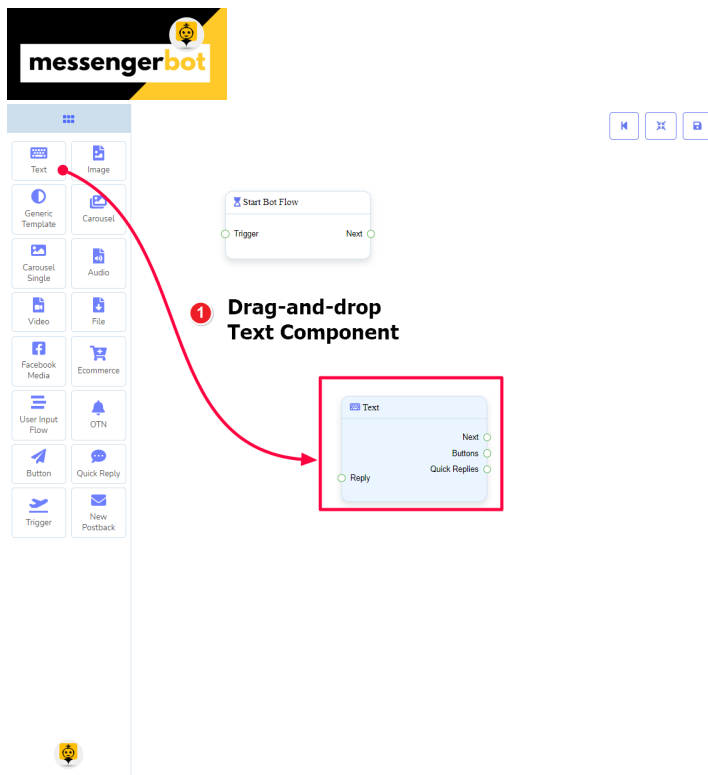 messengerbot
Text
Image
Generic
Template
Carousel
Carousel
Single
Audio
Video
File
Facebook
Media
Ecommerce
User Input
Flow
OTN
Button
Quick Reply
Trigger
New
Postback
Start Bot Flow
Trigger
Next
1
Drag-and-drop
Text Component
Text
Next
Buttons
Quick Replies
Reply